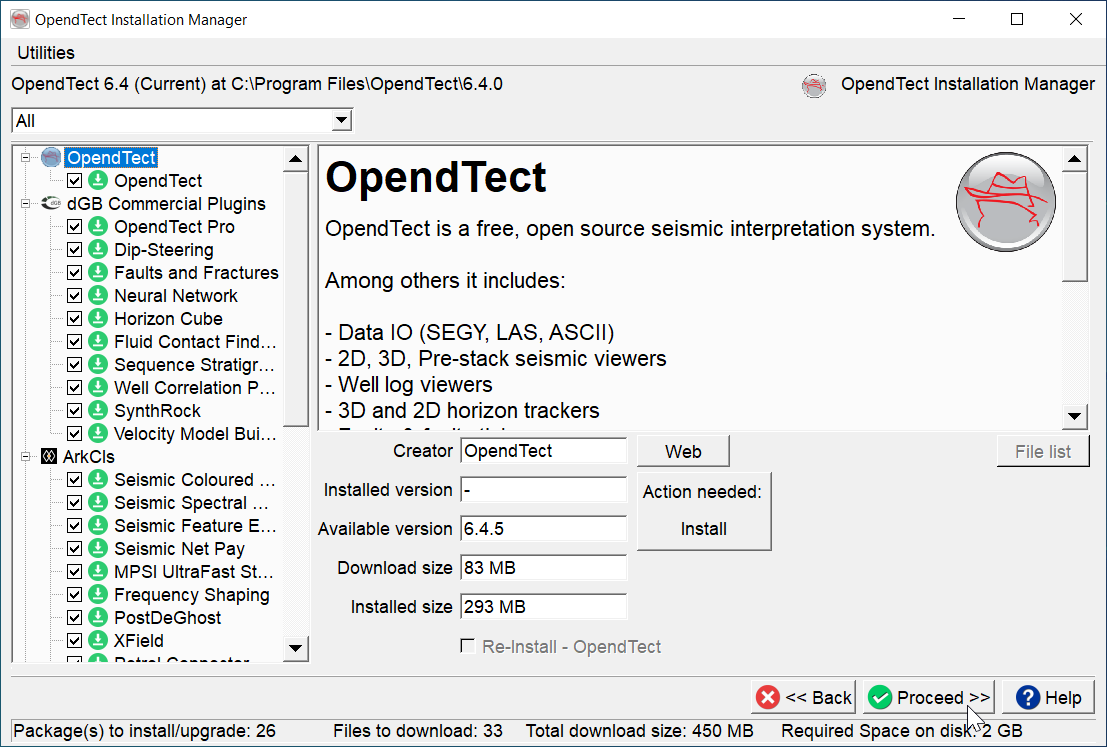 OpendTect Installation Manager
Utilities
OpendTect 6.4 (Current) at C:\Program Files\OpendTect\6.4.0
OpendTect Installation Manager
All
OpendTect
OpendTect
dGB Commercial Plugins
OpendTect Pro
Dip-Steering
Faults and Fractures
Neural Network
Horizon Cube
Fluid Contact Find...
Sequence Stratigr...
Well Correlation P...
SynthRock
Velocity Model Bui...
ArkCls
Seismic Coloured ...
Seismic Spectral ...
Seismic Feature E...
Seismic Net Pay
MPSI UltraFast St...
Frequency Shaping
PostDeGhost
XField
OpendTect
OpendTect is a free, open source seismic interpretation system.
Among others it includes:
- Data IO (SEGY, LAS, ASCII)
- 2D, 3D, Pre-stack seismic viewers
- Well log viewers
- 3D and 2D horizon trackers
Creator OpendTect Web File list
Installed version -
Action needed:
Available version 6.4.5
Install
Download size 83 MB
Installed size 293 MB
Re-Install - OpendTect
<< Back Proceed >> Help
Package(s) to install/upgrade: 26 Files to download: 33 Total download size: 450 MB Required Space on disk: 2 GB